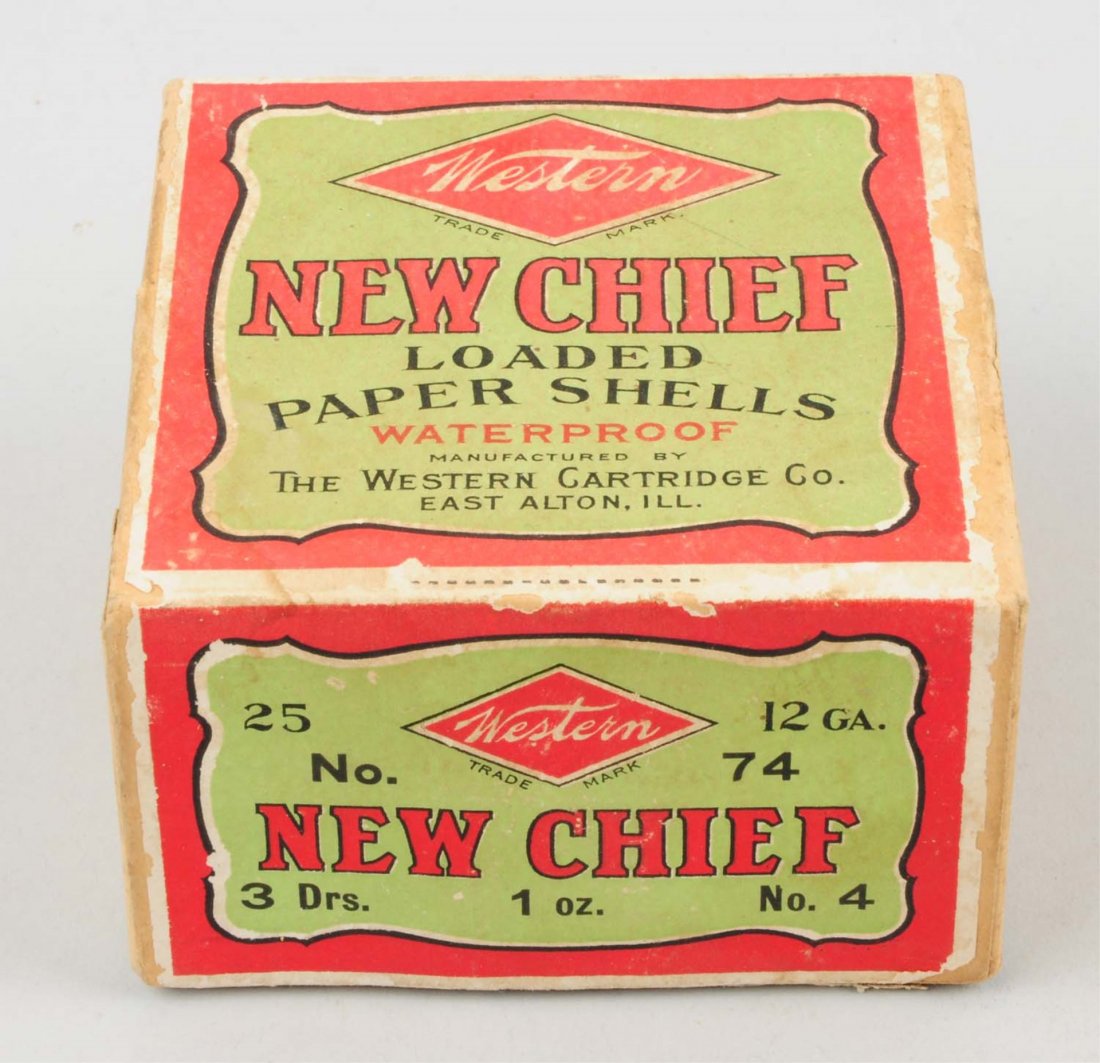 Western
TRADE MARK.
NEW CHIEF
LOADED
PAPER SHELLS
WATERPROOF
MANUFACTURED BY
THE WESTERN CARTRIDGE CO.
EAST ALTON, ILL.
25 Western 12 GA.
TRADE MARK
No. 74
NEW CHIEF
3 Drs. 1 oz. No. 4